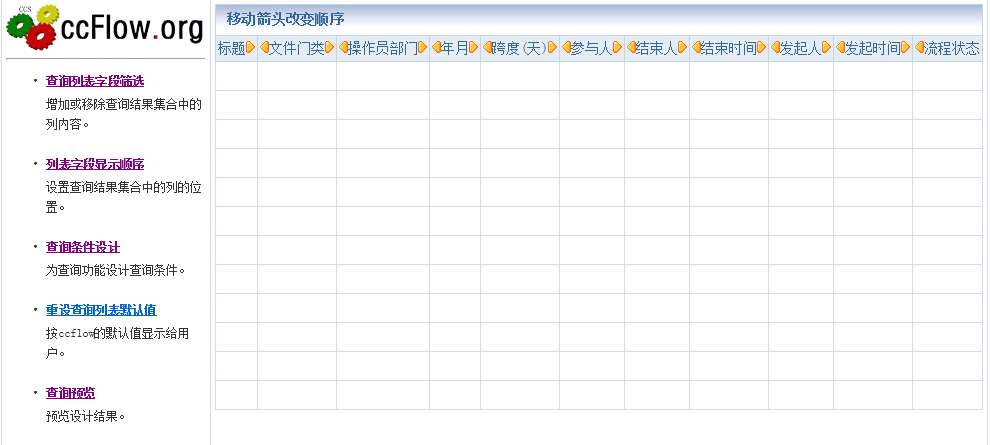 CCS
ccFlow.org
查询列表字段筛选
增加或移除查询结果集合中的
列内容。
列表字段显示顺序
设置查询结果集合中的列的位
置。
查询条件设计
为查询功能设计查询条件。
重设查询列表默认值
按ccflow的默认值显示给用
户。
查询预览
预览设计结果。
移动箭头改变顺序
标题 文件门类 操作员部门 年月 跨度(天) 参与人 结束人 结束时间 发起人 发起时间 流程状态